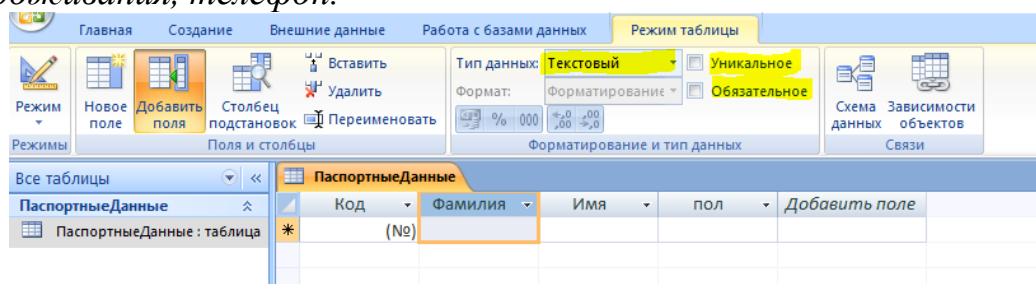 проживания, телефон.
Главная Создание Внешние данные Работа с базами данных Режим таблицы
Режим
Новое поле
Добавить поля
Столбец подстановок
Вставить
Удалить
Переименовать
Тип данных: Текстовый
Формат: Форматирование
% 000
Уникальное
Обязательное
Схема данных
Зависимости объектов
Режимы Поля и столбцы Форматирование и тип данных Связи
Все таблицы
ПаспортныеДанные
ПаспортныеДанные : таблица
ПаспортныеДанные
Код Фамилия Имя пол Добавить поле
(№)